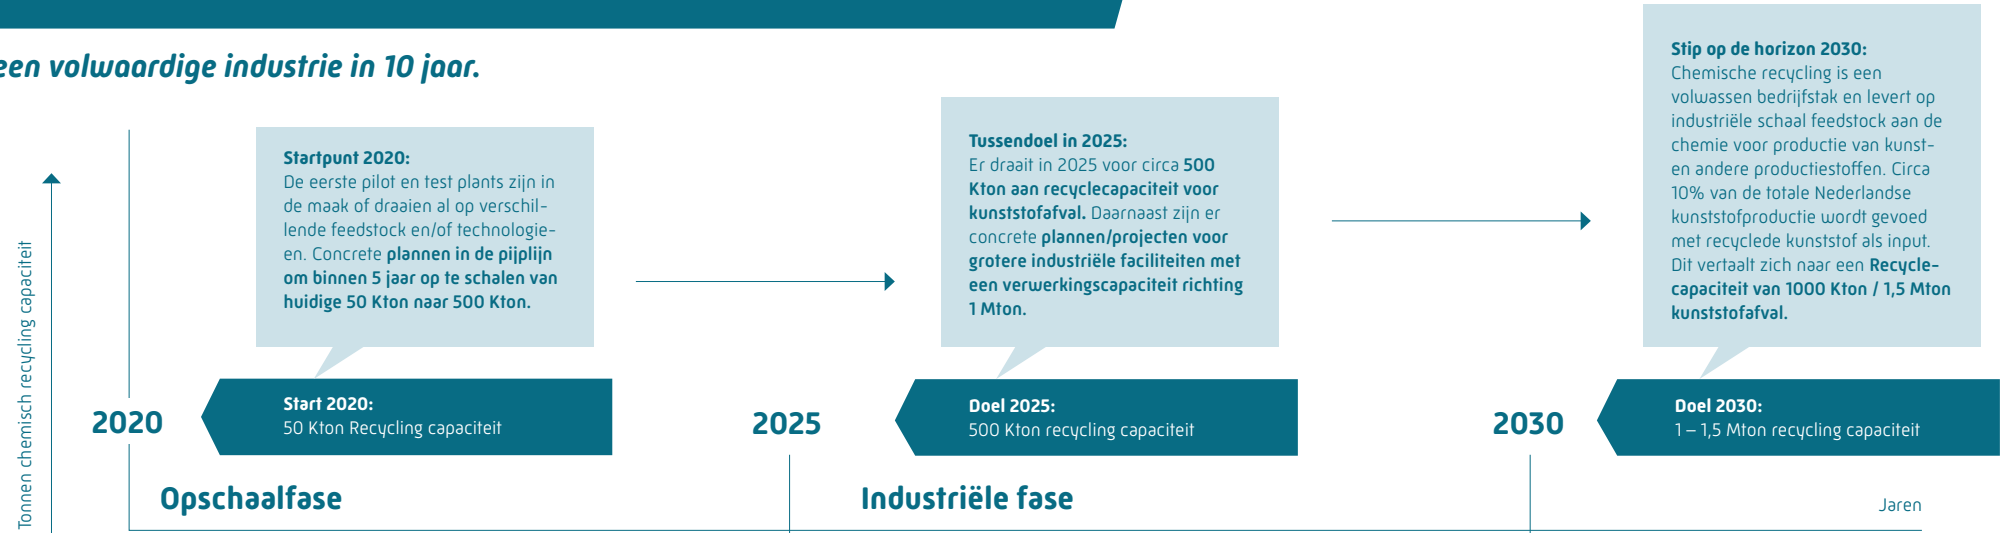 een volwaardige industrie in 10 jaar.
Tonnen chemisch recycling capaciteit
Startpunt 2020:
De eerste pilot en test plants zijn in
de maak of draaien al op verschil-
lende feedstock en/of technologie-
en. Concrete plannen in de pijplijn
om binnen 5 jaar op te schalen van
huidige 50 Kton naar 500 Kton.
2020
Start 2020:
50 Kton Recycling capaciteit
Opschaalfase
Tussendoel in 2025:
Er draait in 2025 voor circa 500
Kton aan recyclecapaciteit voor
kunststofafval. Daarnaast zijn er
concrete plannen/projecten voor
grotere industriële faciliteiten met
een verwerkingscapaciteit richting
1 Mton.
2025
Doel 2025:
500 Kton recycling capaciteit
Industriële fase
Stip op de horizon 2030:
Chemische recycling is een
volwassen bedrijfstak en levert op
industriële schaal feedstock aan de
chemie voor productie van kunst-
en andere productiestoffen. Circa
10% van de totale Nederlandse
kunststofproductie wordt gevoed
met recyclede kunststof als input.
Dit vertaalt zich naar een Recycle-
capaciteit van 1000 Kton / 1,5 Mton
kunststofafval.
2030
Doel 2030:
1 – 1,5 Mton recycling capaciteit
Jaren